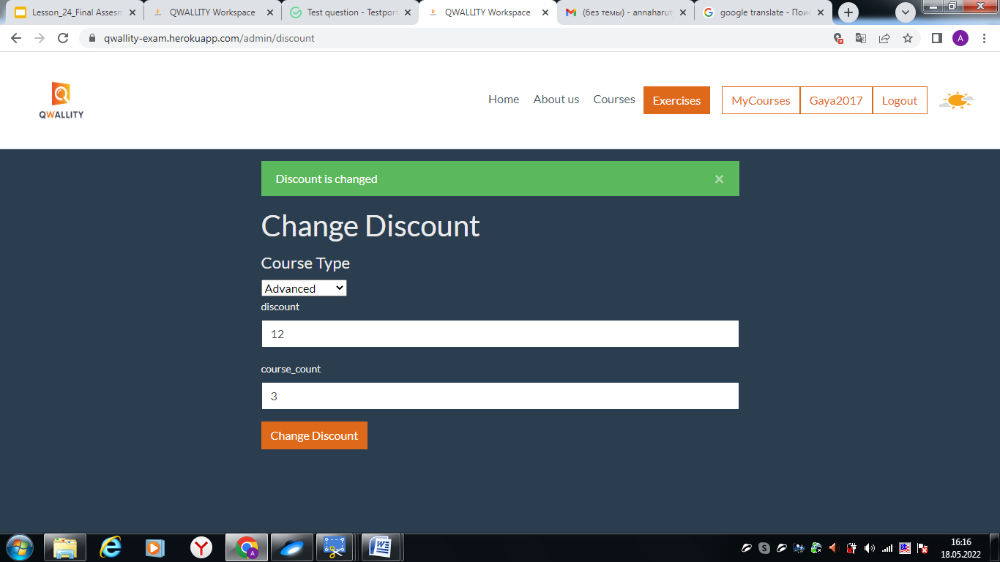 Lesson_24_Final Assesm
QWALLITY Workspace
Test question - Testport
QWALLITY Workspace
(без темы) - annaharuty
google translate - Поис
qwallity-exam.herokuapp.com/admin/discount
A
QWALLITY
Home
About us
Courses
Exercises
MyCourses
Gaya2017
Logout
Discount is changed
×
Change Discount
Course Type
Advanced
discount
12
course_count
3
Change Discount
16:16
18.05.2022